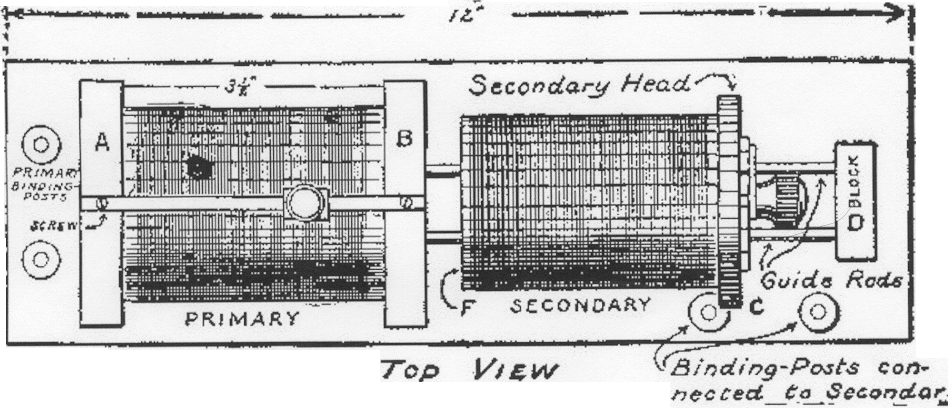 12"
3½"
Secondary Head
A
B
PRIMARY
BINDING-
POSTS
SCREW
BLOCK
D
Guide Rods
F
SECONDARY
C
PRIMARY
TOP VIEW
Binding-Posts con-
nected to Secondar